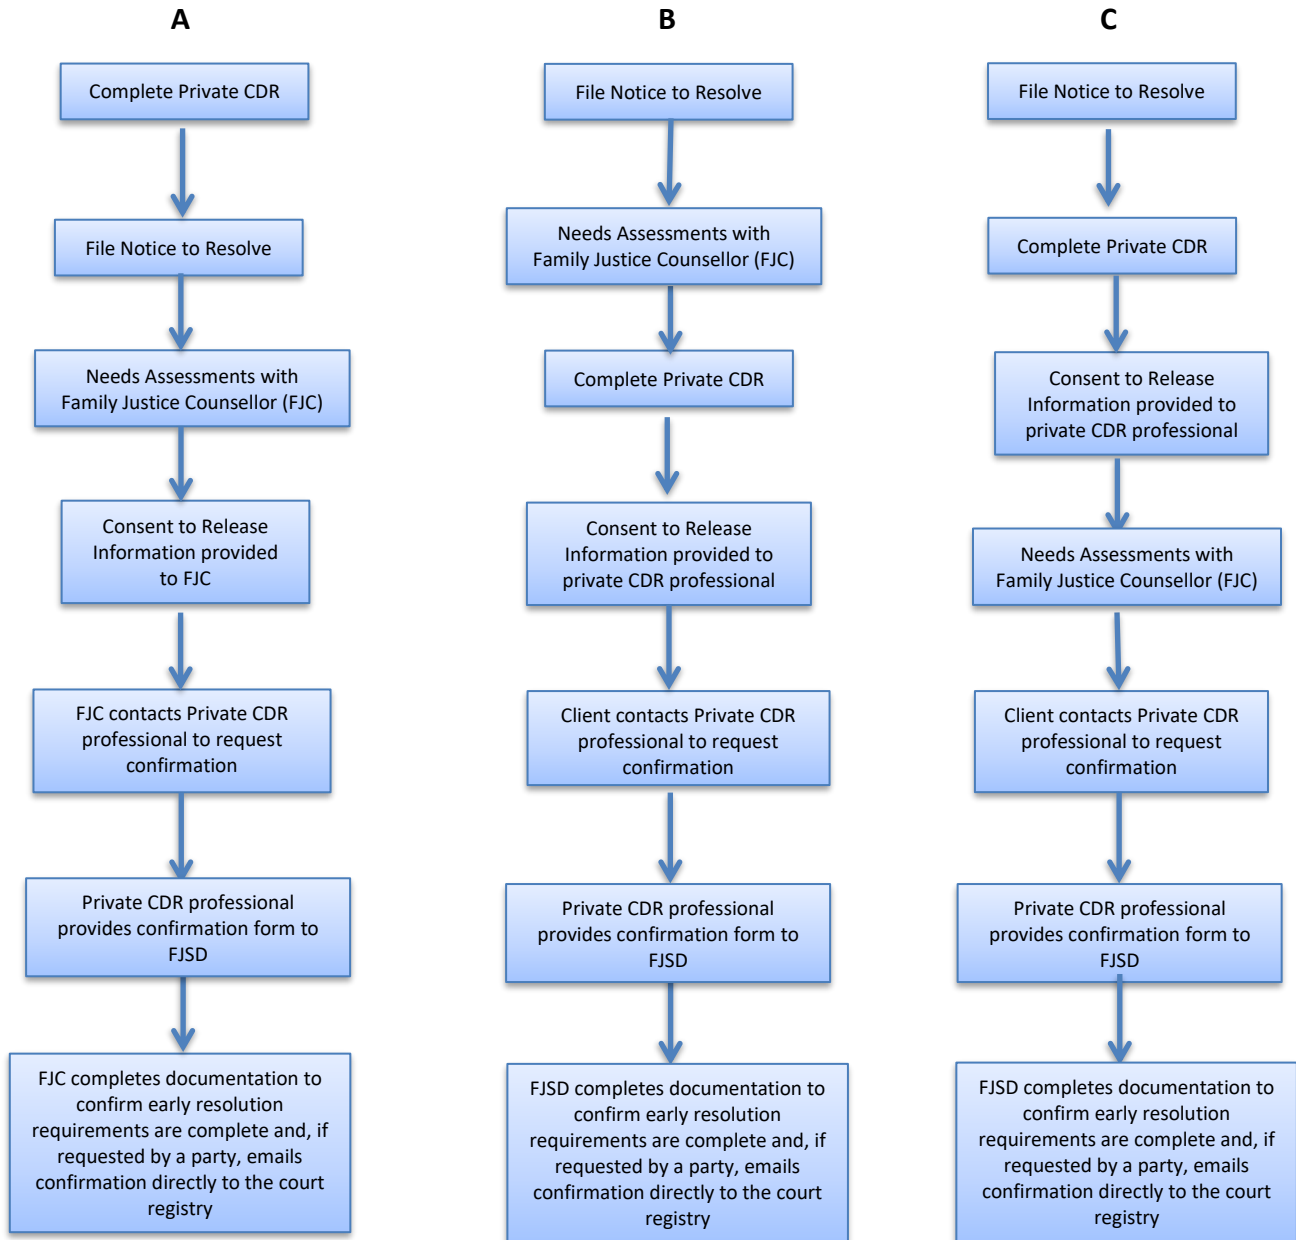 A
Complete Private CDR
File Notice to Resolve
Needs Assessments with
Family Justice Counsellor (FJC)
Consent to Release
Information provided
to FJC
FJC contacts Private CDR
professional to request
confirmation
Private CDR professional
provides confirmation form to
FJSD
FJC completes documentation to
confirm early resolution
requirements are complete and, if
requested by a party, emails
confirmation directly to the court
registry
B
File Notice to Resolve
Needs Assessments with
Family Justice Counsellor (FJC)
Complete Private CDR
Consent to Release
Information provided to
private CDR professional
Client contacts Private CDR
professional to request
confirmation
Private CDR professional
provides confirmation form to
FJSD
FJSD completes documentation to
confirm early resolution
requirements are complete and, if
requested by a party, emails
confirmation directly to the court
registry
C
File Notice to Resolve
Complete Private CDR
Consent to Release
Information provided to
private CDR professional
Needs Assessments with
Family Justice Counsellor (FJC)
Client contacts Private CDR
professional to request
confirmation
Private CDR professional
provides confirmation form to
FJSD
FJSD completes documentation to
confirm early resolution
requirements are complete and, if
requested by a party, emails
confirmation directly to the court
registry